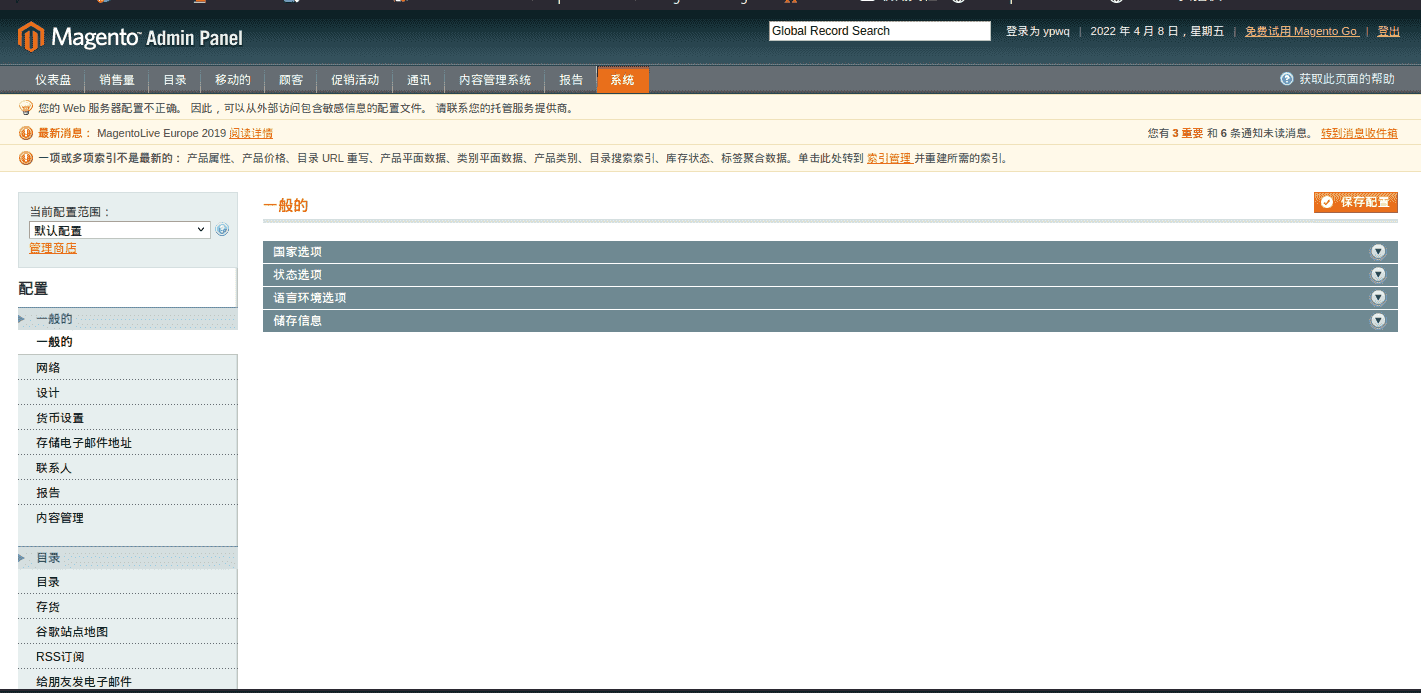 Magento Admin Panel
Global Record Search 登录为 ypwq | 2022 年 4 月 8 日，星期五 | 免费试用 Magento Go | 登出
仪表盘 销售量 目录 移动的 顾客 促销活动 通讯 内容管理系统 报告 系统 获取此页面的帮助
您的 Web 服务器配置不正确。 因此，可以从外部访问包含敏感信息的配置文件。 请联系您的托管服务提供商。
最新消息： MagentoLive Europe 2019 阅读详情 您有 3 重要 和 6 条通知未读消息。 转到消息收件箱
一项或多项索引不是最新的： 产品属性、产品价格、目录 URL 重写、产品平面数据、类别平面数据、产品类别、目录搜索索引、库存状态、标签聚合数据。单击此处转到 索引管理 并重建所需的索引。
当前配置范围：
默认配置
管理商店
配置
一般的
一般的
网络
设计
货币设置
存储电子邮件地址
联系人
报告
内容管理
目录
目录
存货
谷歌站点地图
RSS订阅
给朋友发电子邮件
一般的 保存配置
国家选项
状态选项
语言环境选项
储存信息